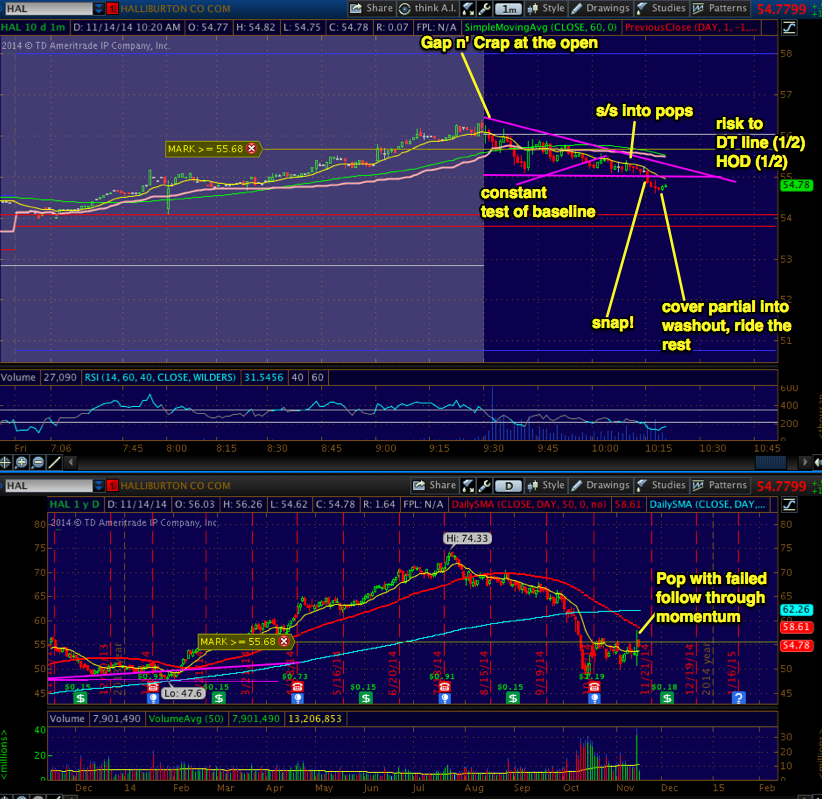 HAL
1
HALLIBURTON CO COM
Share
think A.I.
1m
Style
Drawings
Studies
Patterns
54.7799
HAL 10 d 1m
D: 11/14/14 10:20 AM
O: 54.77
H: 54.82
L: 54.75
C: 54.78
R: 0.07
FPL: N/A
SimpleMovingAvg (CLOSE, 60, 0)
PreviousClose (DAY, 1, -1,...
2014 © TD Ameritrade IP Company, Inc.
Gap n' Crap at the open
58
57
s/s into pops
risk to
DT line (1/2)
HOD (1/2)
56
MARK >= 55.68
55
54.78
constant
test of baseline
54
53
52
snap!
cover partial into
washout, ride the
rest
51
Volume
27,090
RSI (14, 60, 40, CLOSE, WILDERS)
31.5456
40
60
600
400
200
0
Fri
7:06
7:45
8:00
8:15
8:30
8:45
9:00
9:15
9:30
9:45
10:00
10:15
10:30
10:45
HAL
1
HALLIBURTON CO COM
Share
D
Style
Drawings
Studies
Patterns
54.7799
HAL 1 y D
D: 11/14/14
O: 56.03
H: 56.26
L: 54.62
C: 54.78
R: 1.64
FPL: N/A
DailySMA (CLOSE, DAY, 50, 0, no)
58.61
DailySMA (CLOSE, DAY,...
2014 © TD Ameritrade IP Company, Inc.
80
75
70
65
60
55
50
45
Hi: 74.33
Pop with failed
follow through
momentum
62.26
58.61
54.78
MARK >= 55.68
Lo: 47.6
5/16/14
6/20/14
8/15/14
9/19/14
11/21/14
12/19/14
2014 year
1/16/15
$0.15
$0.93
$0.15
$0.73
$0.15
$0.91
$0.15
$1.19
$0.18
Volume
7,901,490
VolumeAvg (50)
7,901,490
13,206,853
40
20
0
30
20
10
0
<millions>
Dec
14
Feb
Mar
Apr
May
Jun
Jul
Aug
Sep
Oct
Nov
Dec
15
Feb